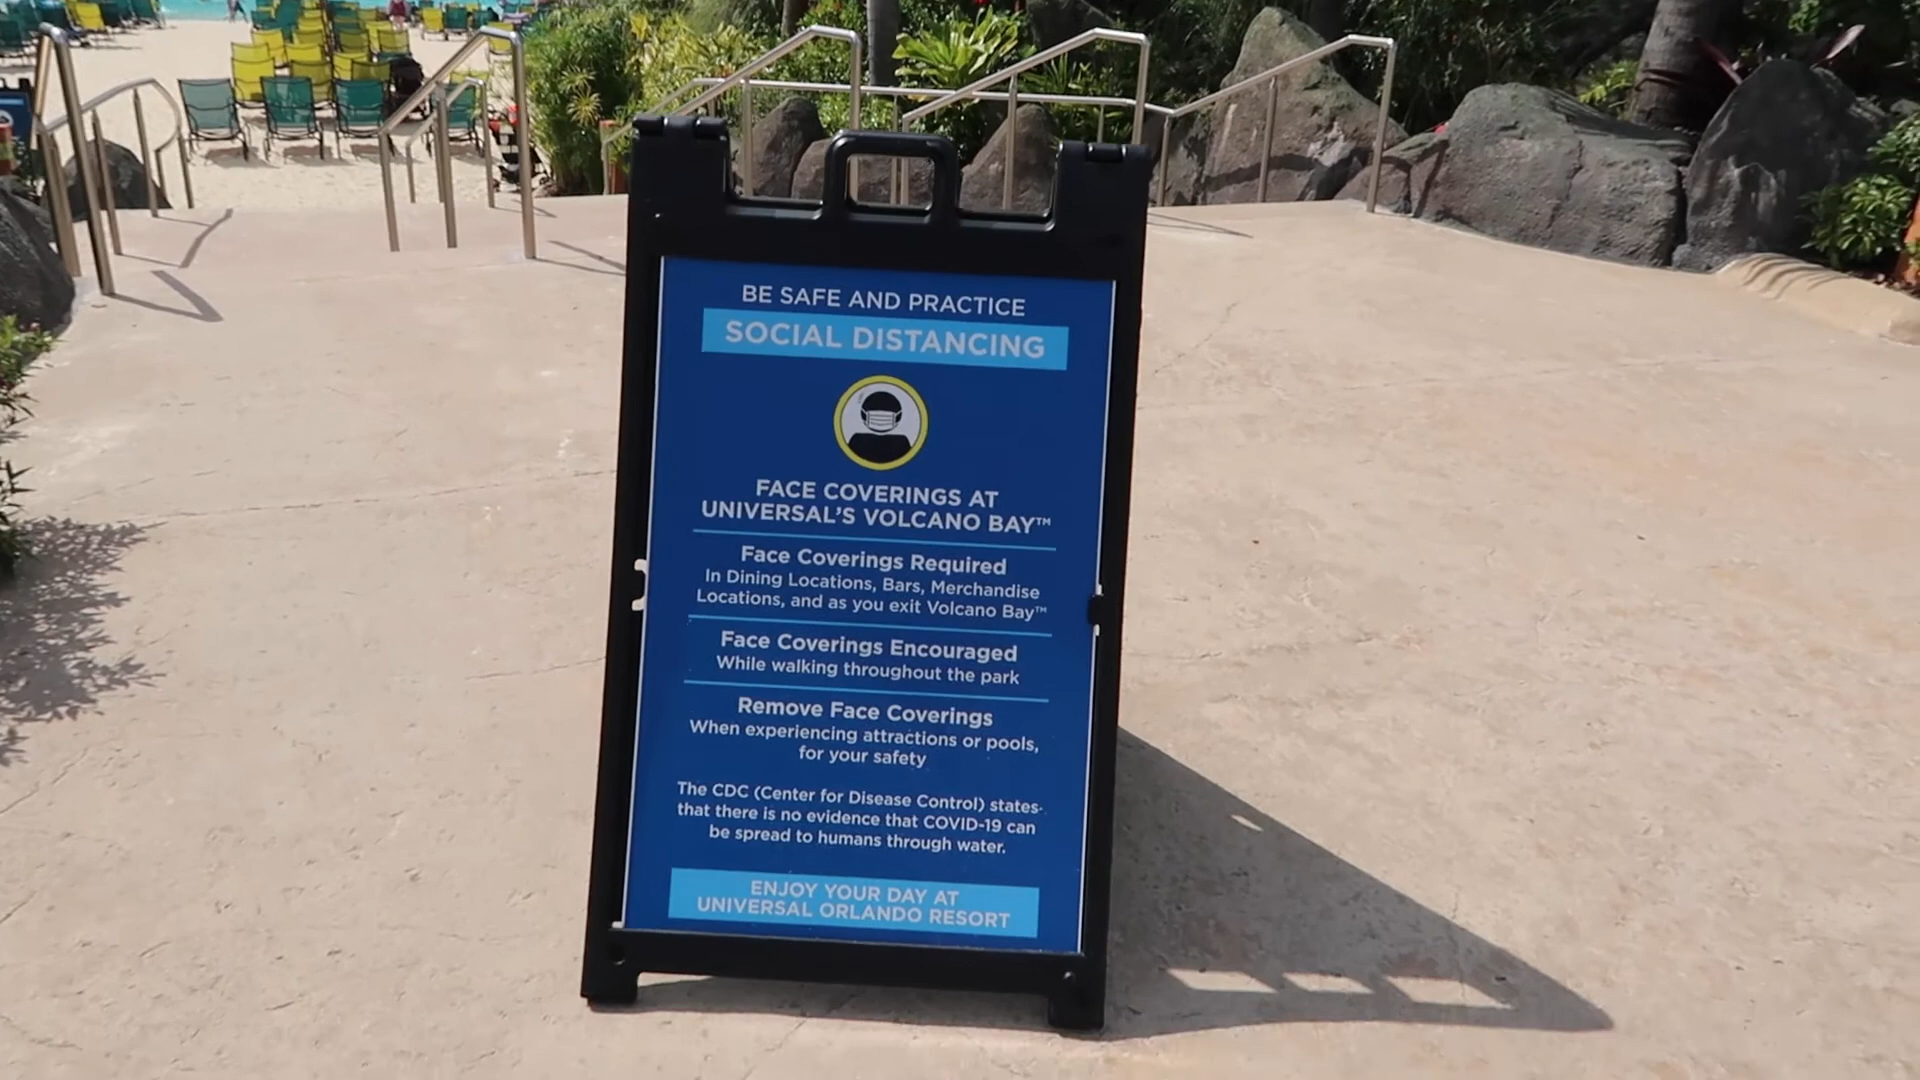 BE SAFE AND PRACTICE
SOCIAL DISTANCING
FACE COVERINGS AT
UNIVERSAL'S VOLCANO BAY™
Face Coverings Required
In Dining Locations, Bars, Merchandise
Locations, and as you exit Volcano Bay™
Face Coverings Encouraged
While walking throughout the park
Remove Face Coverings
When experiencing attractions or pools,
for your safety
The CDC (Center for Disease Control) states
that there is no evidence that COVID-19 can
be spread to humans through water.
ENJOY YOUR DAY AT
UNIVERSAL ORLANDO RESORT